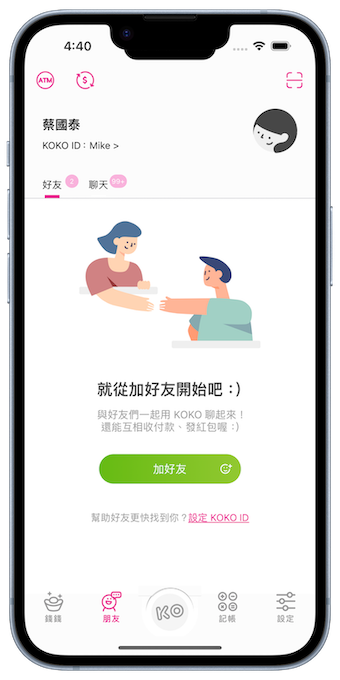 4:40
ATM
$
蔡國泰
KOKO ID：Mike >
好友 2 聊天 99+
就從加好友開始吧：)
與好友們一起用 KOKO 聊起來！
還能互相收付款、發紅包喔：)
加好友
幫助好友更快找到你？設定 KOKO ID
錢錢 朋友 KO 記帳 設定